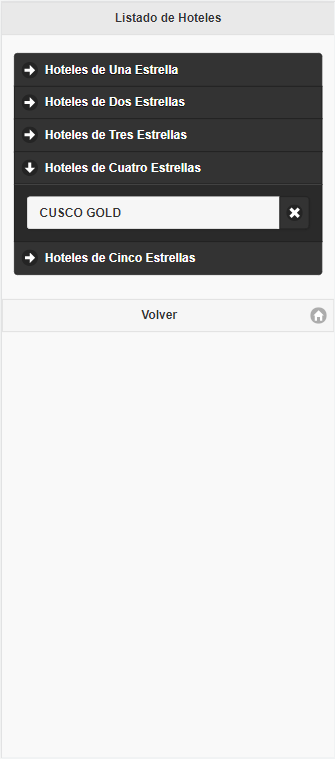 Listado de Hoteles
Hoteles de Una Estrella
Hoteles de Dos Estrellas
Hoteles de Tres Estrellas
Hoteles de Cuatro Estrellas
CUSCO GOLD
Hoteles de Cinco Estrellas
Volver